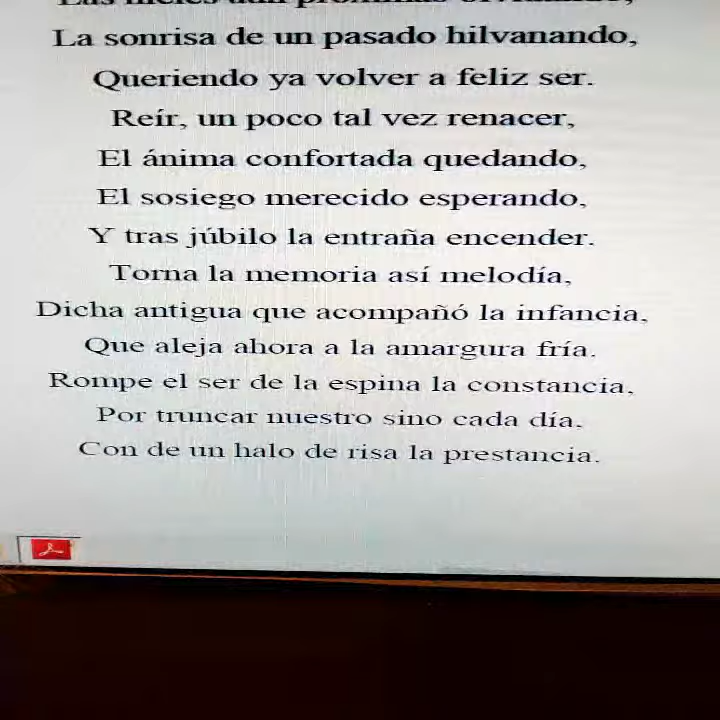 La sonrisa de un pasado hilvanando,
Queriendo ya volver a feliz ser.
Reír, un poco tal vez renacer,
El ánima confortada quedando,
El sosiego merecido esperando,
Y tras júbilo la entraña encender.
Torna la memoria así melodía,
Dicha antigua que acompañó la infancia,
Que aleja ahora a la amargura fría.
Rompe el ser de la espina la constancia,
Por truncar nuestro sino cada día,
Con de un halo de risa la prestancia.